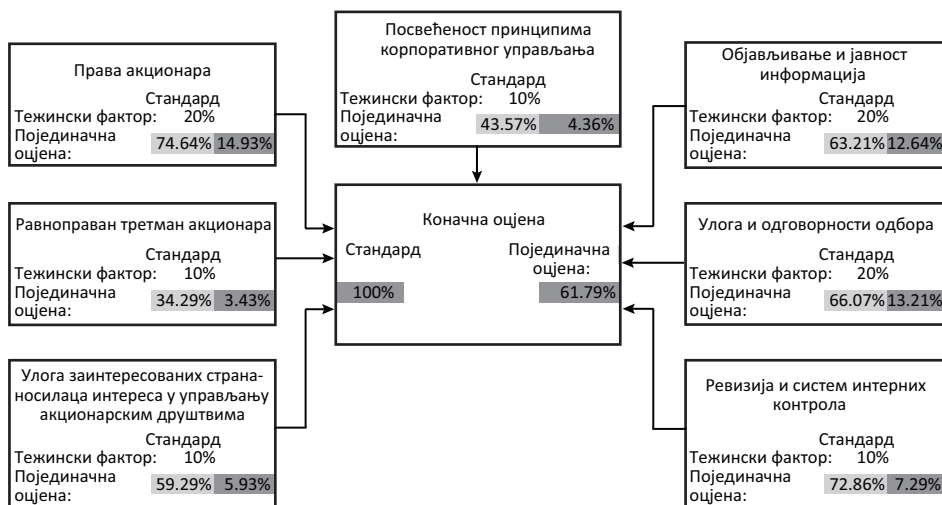 Посвећеност принципима
корпоративног управљања
Стандард
Тежински фактор: 10%
Појединачна
оцјена: 43.57% 4.36%
Права акционара
Стандард
Тежински фактор: 20%
Појединачна
оцјена: 74.64% 14.93%
Објављивање и јавност
информација
Стандард
Тежински фактор: 20%
Појединачна
оцјена: 63.21% 12.64%
Равноправан третман акционара
Стандард
Тежински фактор: 10%
Појединачна
оцјена: 34.29% 3.43%
Коначна оцјена
Стандард Појединачна
оцјена:
100% 61.79%
Улога и одговорности одбора
Стандард
Тежински фактор: 20%
Појединачна
оцјена: 66.07% 13.21%
Улога заинтересованих страна-
носилаца интереса у управљању
акционарским друштвима
Стандард
Тежински фактор: 10%
Појединачна
оцјена: 59.29% 5.93%
Ревизија и систем интерних
контрола
Стандард
Тежински фактор: 10%
Појединачна
оцјена: 72.86% 7.29%